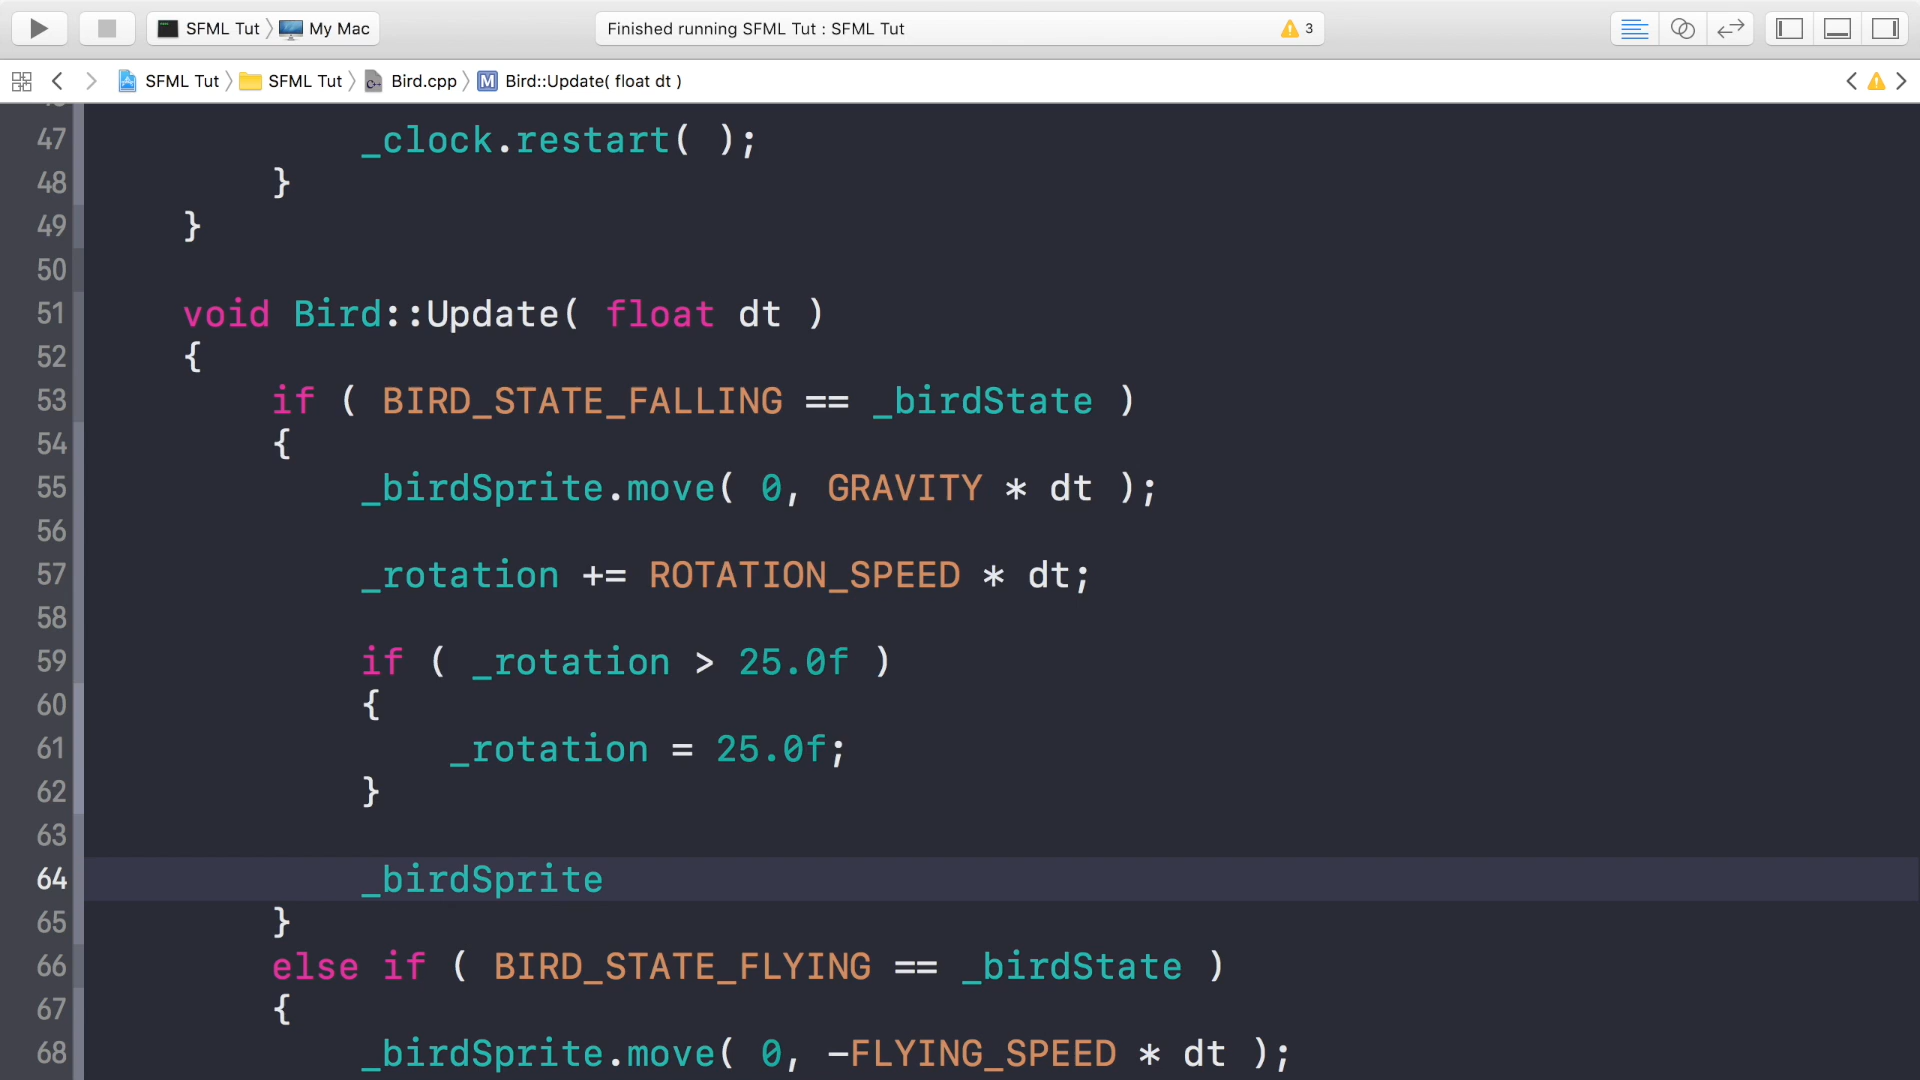 SFML Tut My Mac Finished running SFML Tut : SFML Tut 3
SFML Tut SFML Tut Bird.cpp M Bird::Update( float dt )
47 _clock.restart( );
48 }
49 }
50
51 void Bird::Update( float dt )
52 {
53 if ( BIRD_STATE_FALLING == _birdState )
54 {
55 _birdSprite.move( 0, GRAVITY * dt );
56
57 _rotation += ROTATION_SPEED * dt;
58
59 if ( _rotation > 25.0f )
60 {
61 _rotation = 25.0f;
62 }
63
64 _birdSprite
65 }
66 else if ( BIRD_STATE_FLYING == _birdState )
67 {
68 _birdSprite.move( 0, -FLYING_SPEED * dt );